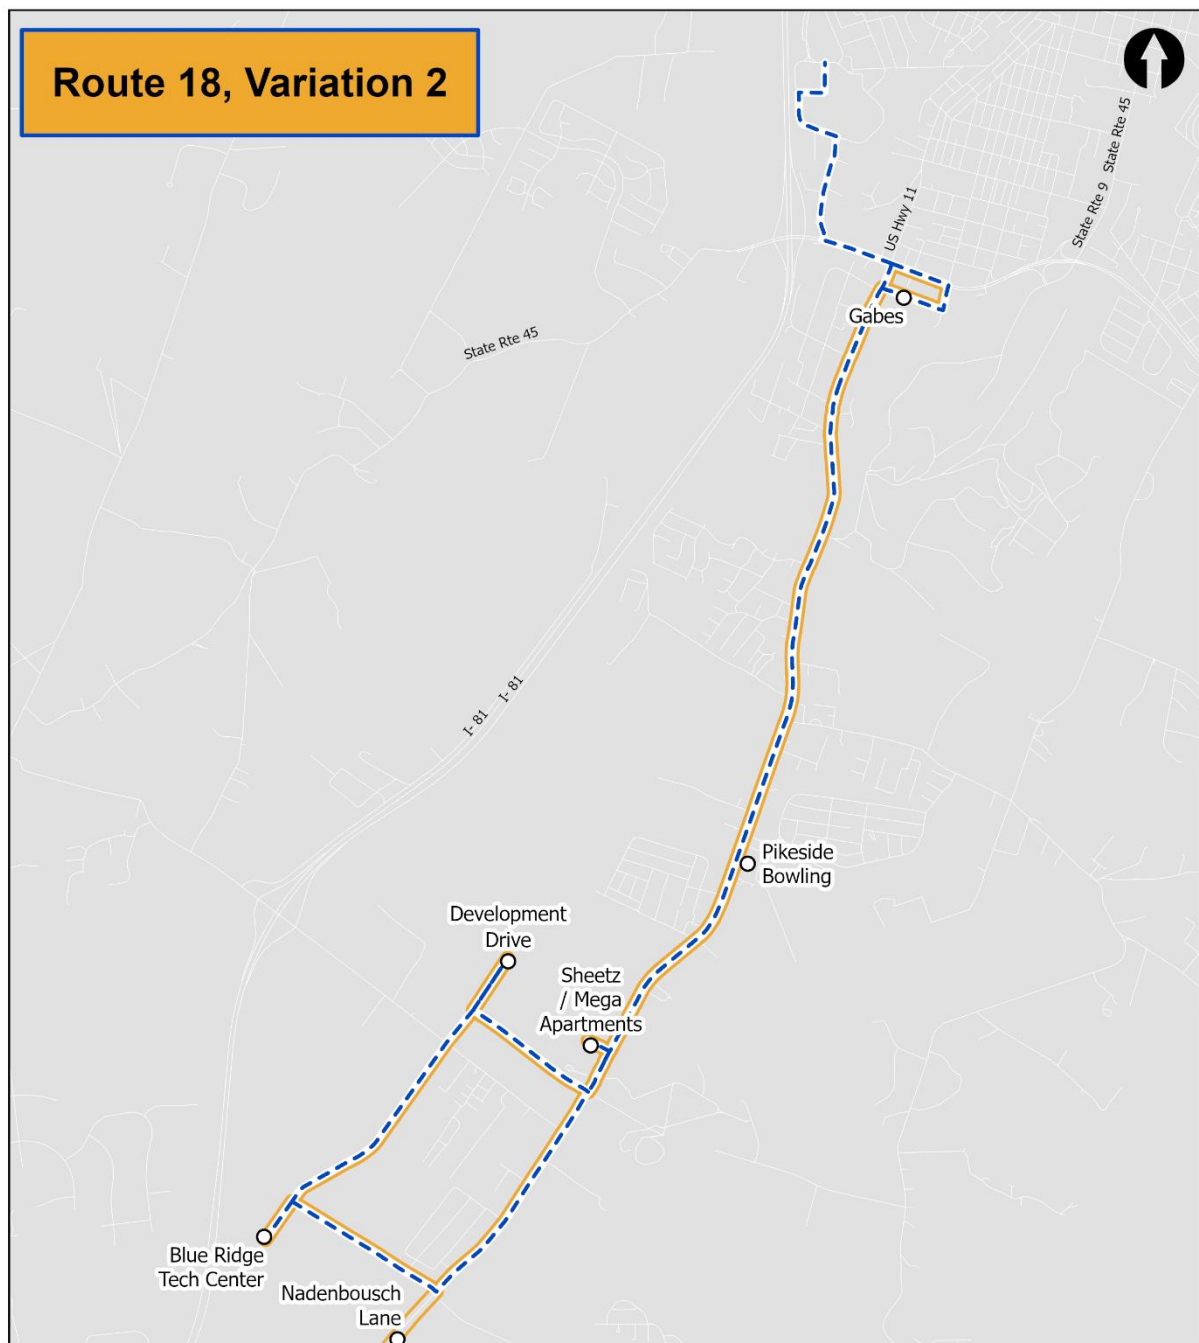 Route 18, Variation 2
State Rte 45
State Rte 9
US Hwy 11
Gabes
State Rte 45
I- 81
I- 81
Pikeside
Bowling
Development
Drive
Sheetz
/ Mega
Apartments
Blue Ridge
Tech Center
Nadenbousch
Lane